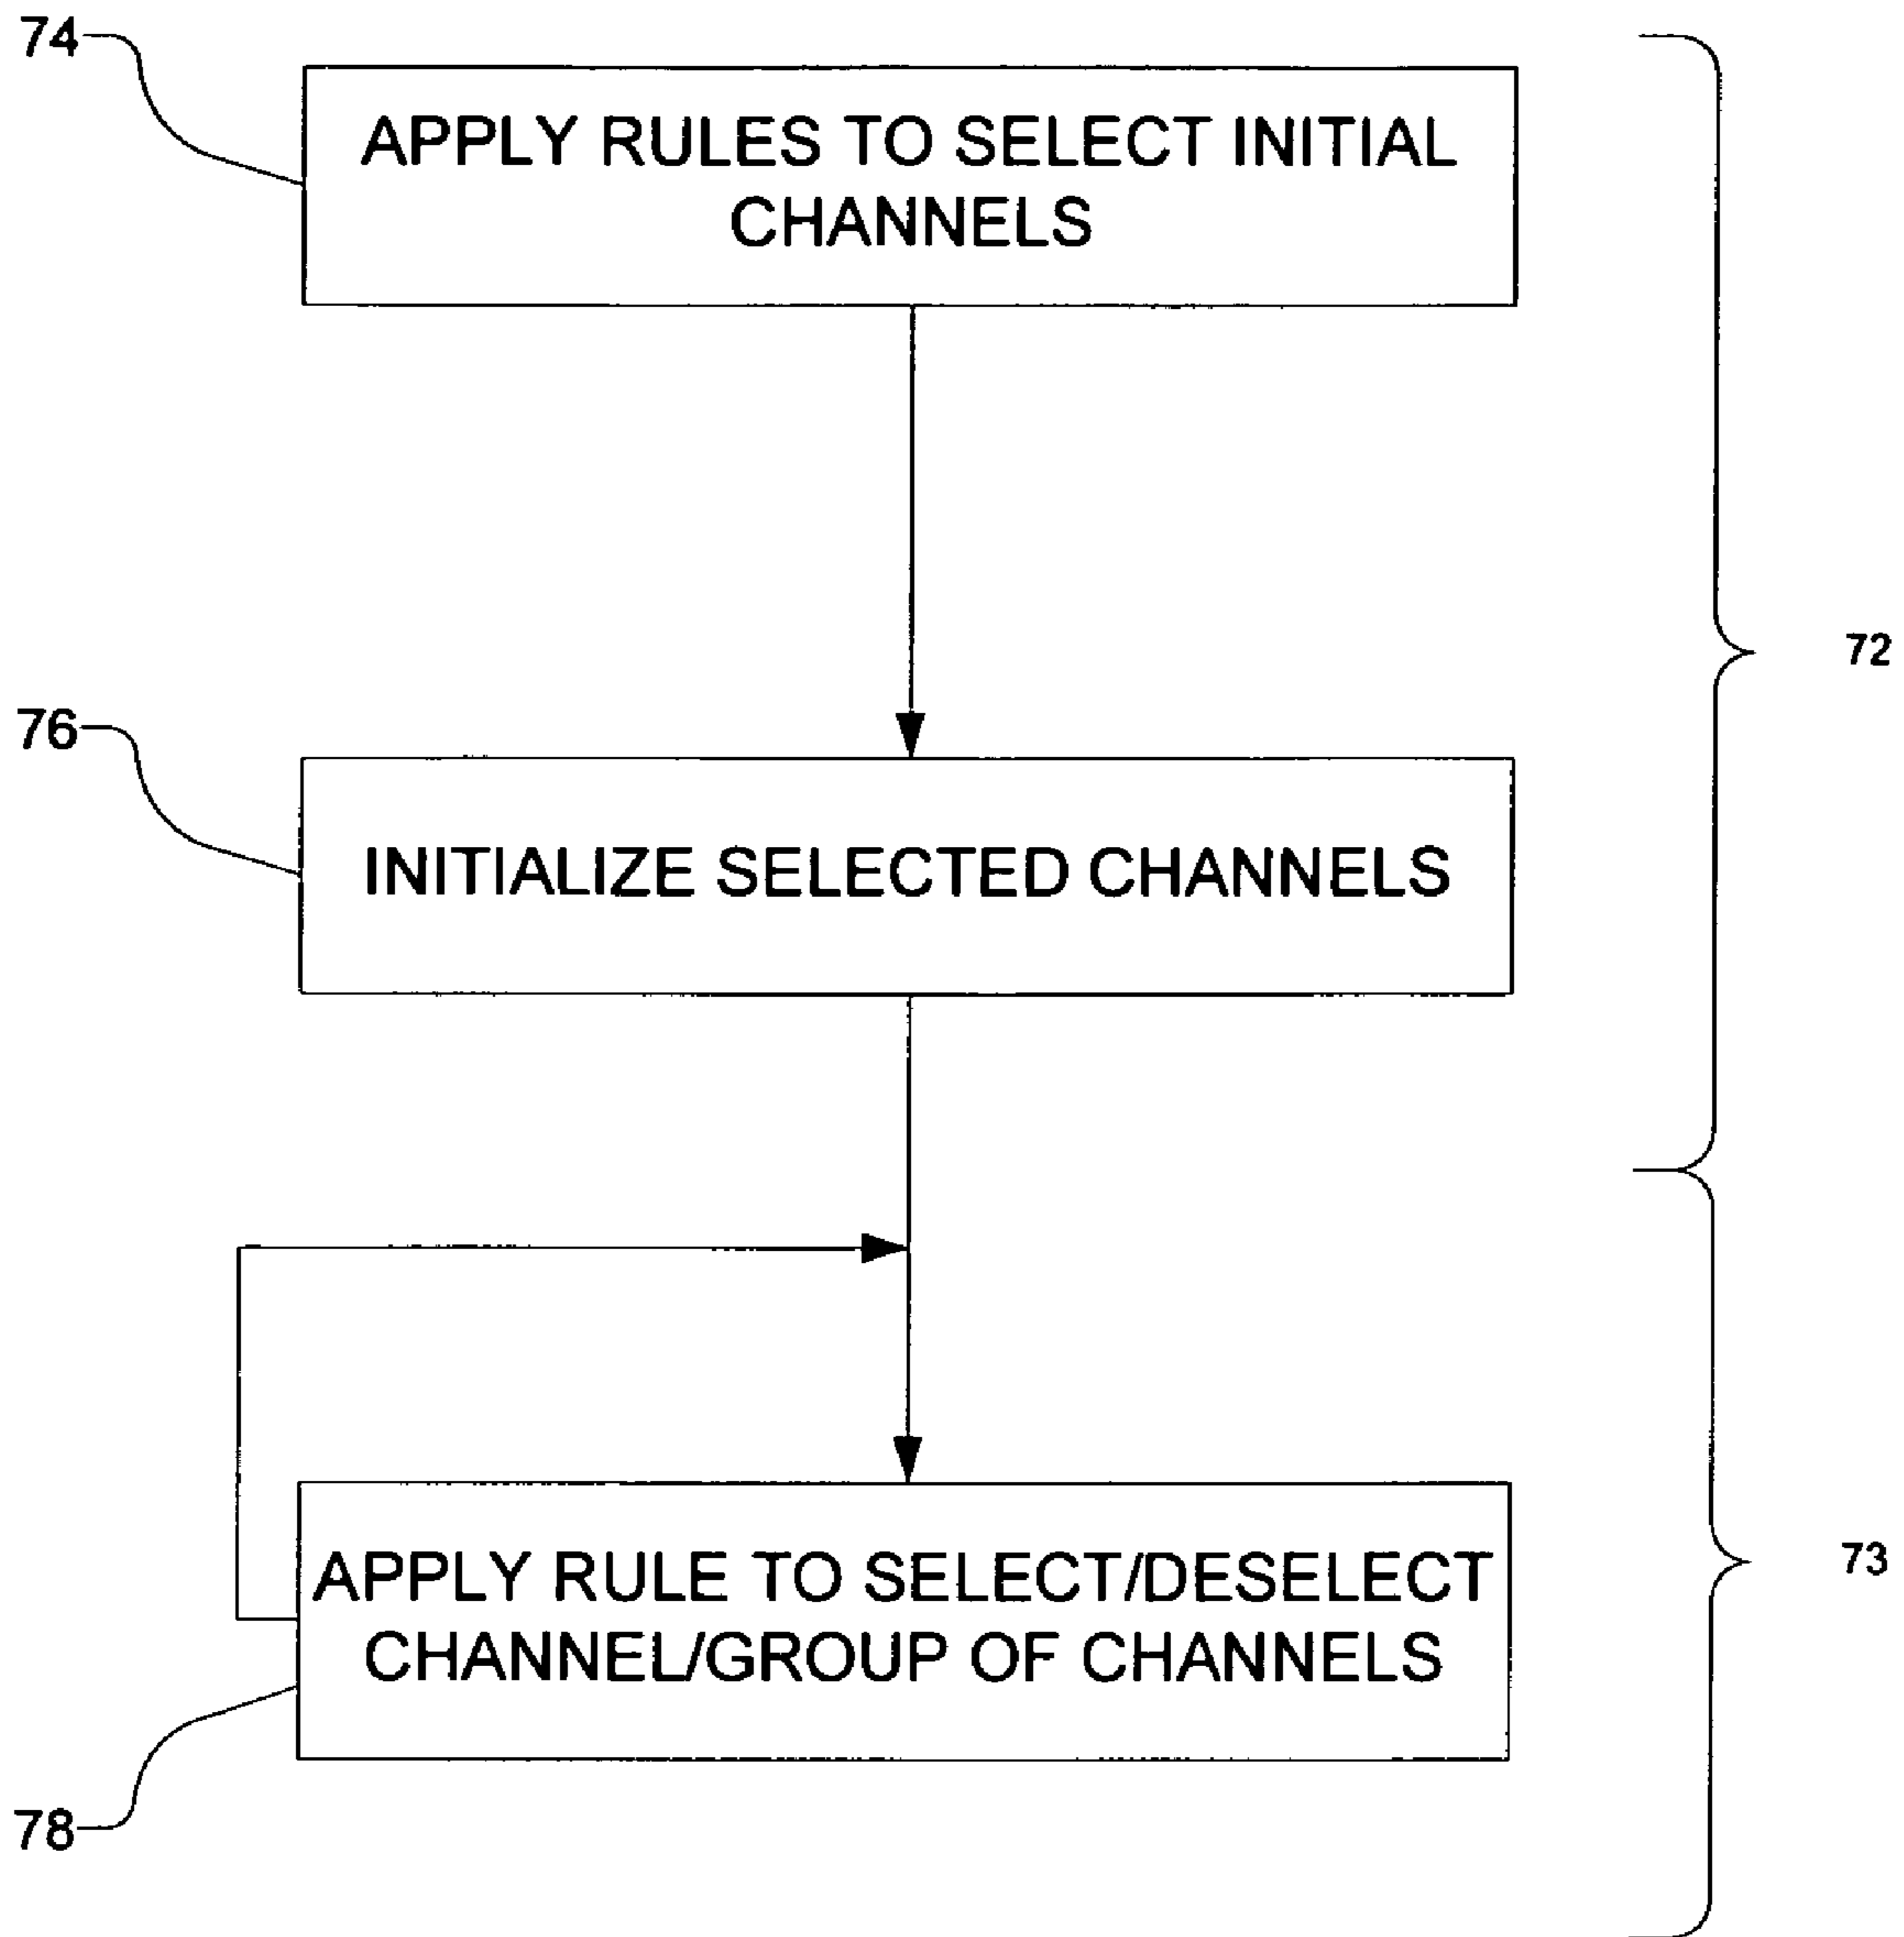 74
APPLY RULES TO SELECT INITIAL
CHANNELS
72
76
INITIALIZE SELECTED CHANNELS
APPLY RULE TO SELECT/DESELECT
CHANNEL/GROUP OF CHANNELS
73
78